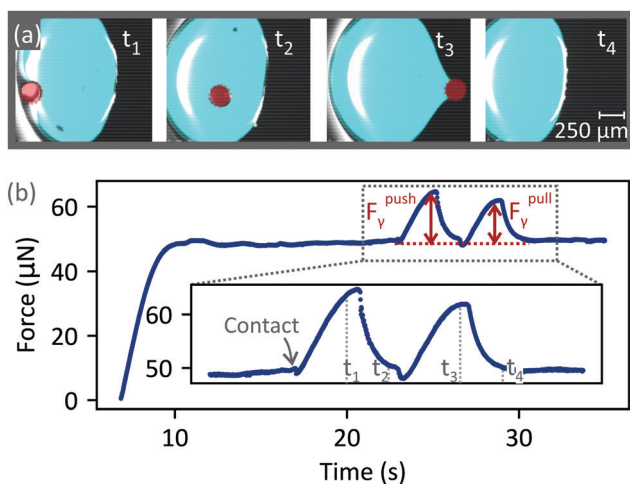 (a) t₁ t₂ t₃ t₄
250 μm
(b)
60
40
20
0
Force (μN)
Fᵧᵖᵘˢʰ Fᵧᵖᵘˡˡ
60
50
Contact
t₁ t₂ t₃ t₄
10 20 30
Time (s)